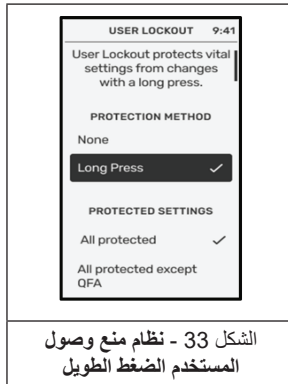 USER LOCKOUT 9:41
User Lockout protects vital
settings from changes
with a long press.
PROTECTION METHOD
None
Long Press
PROTECTED SETTINGS
All protected
All protected except
QFA
الشكل 33 - نظام منع وصول
المستخدم الضغط الطويل